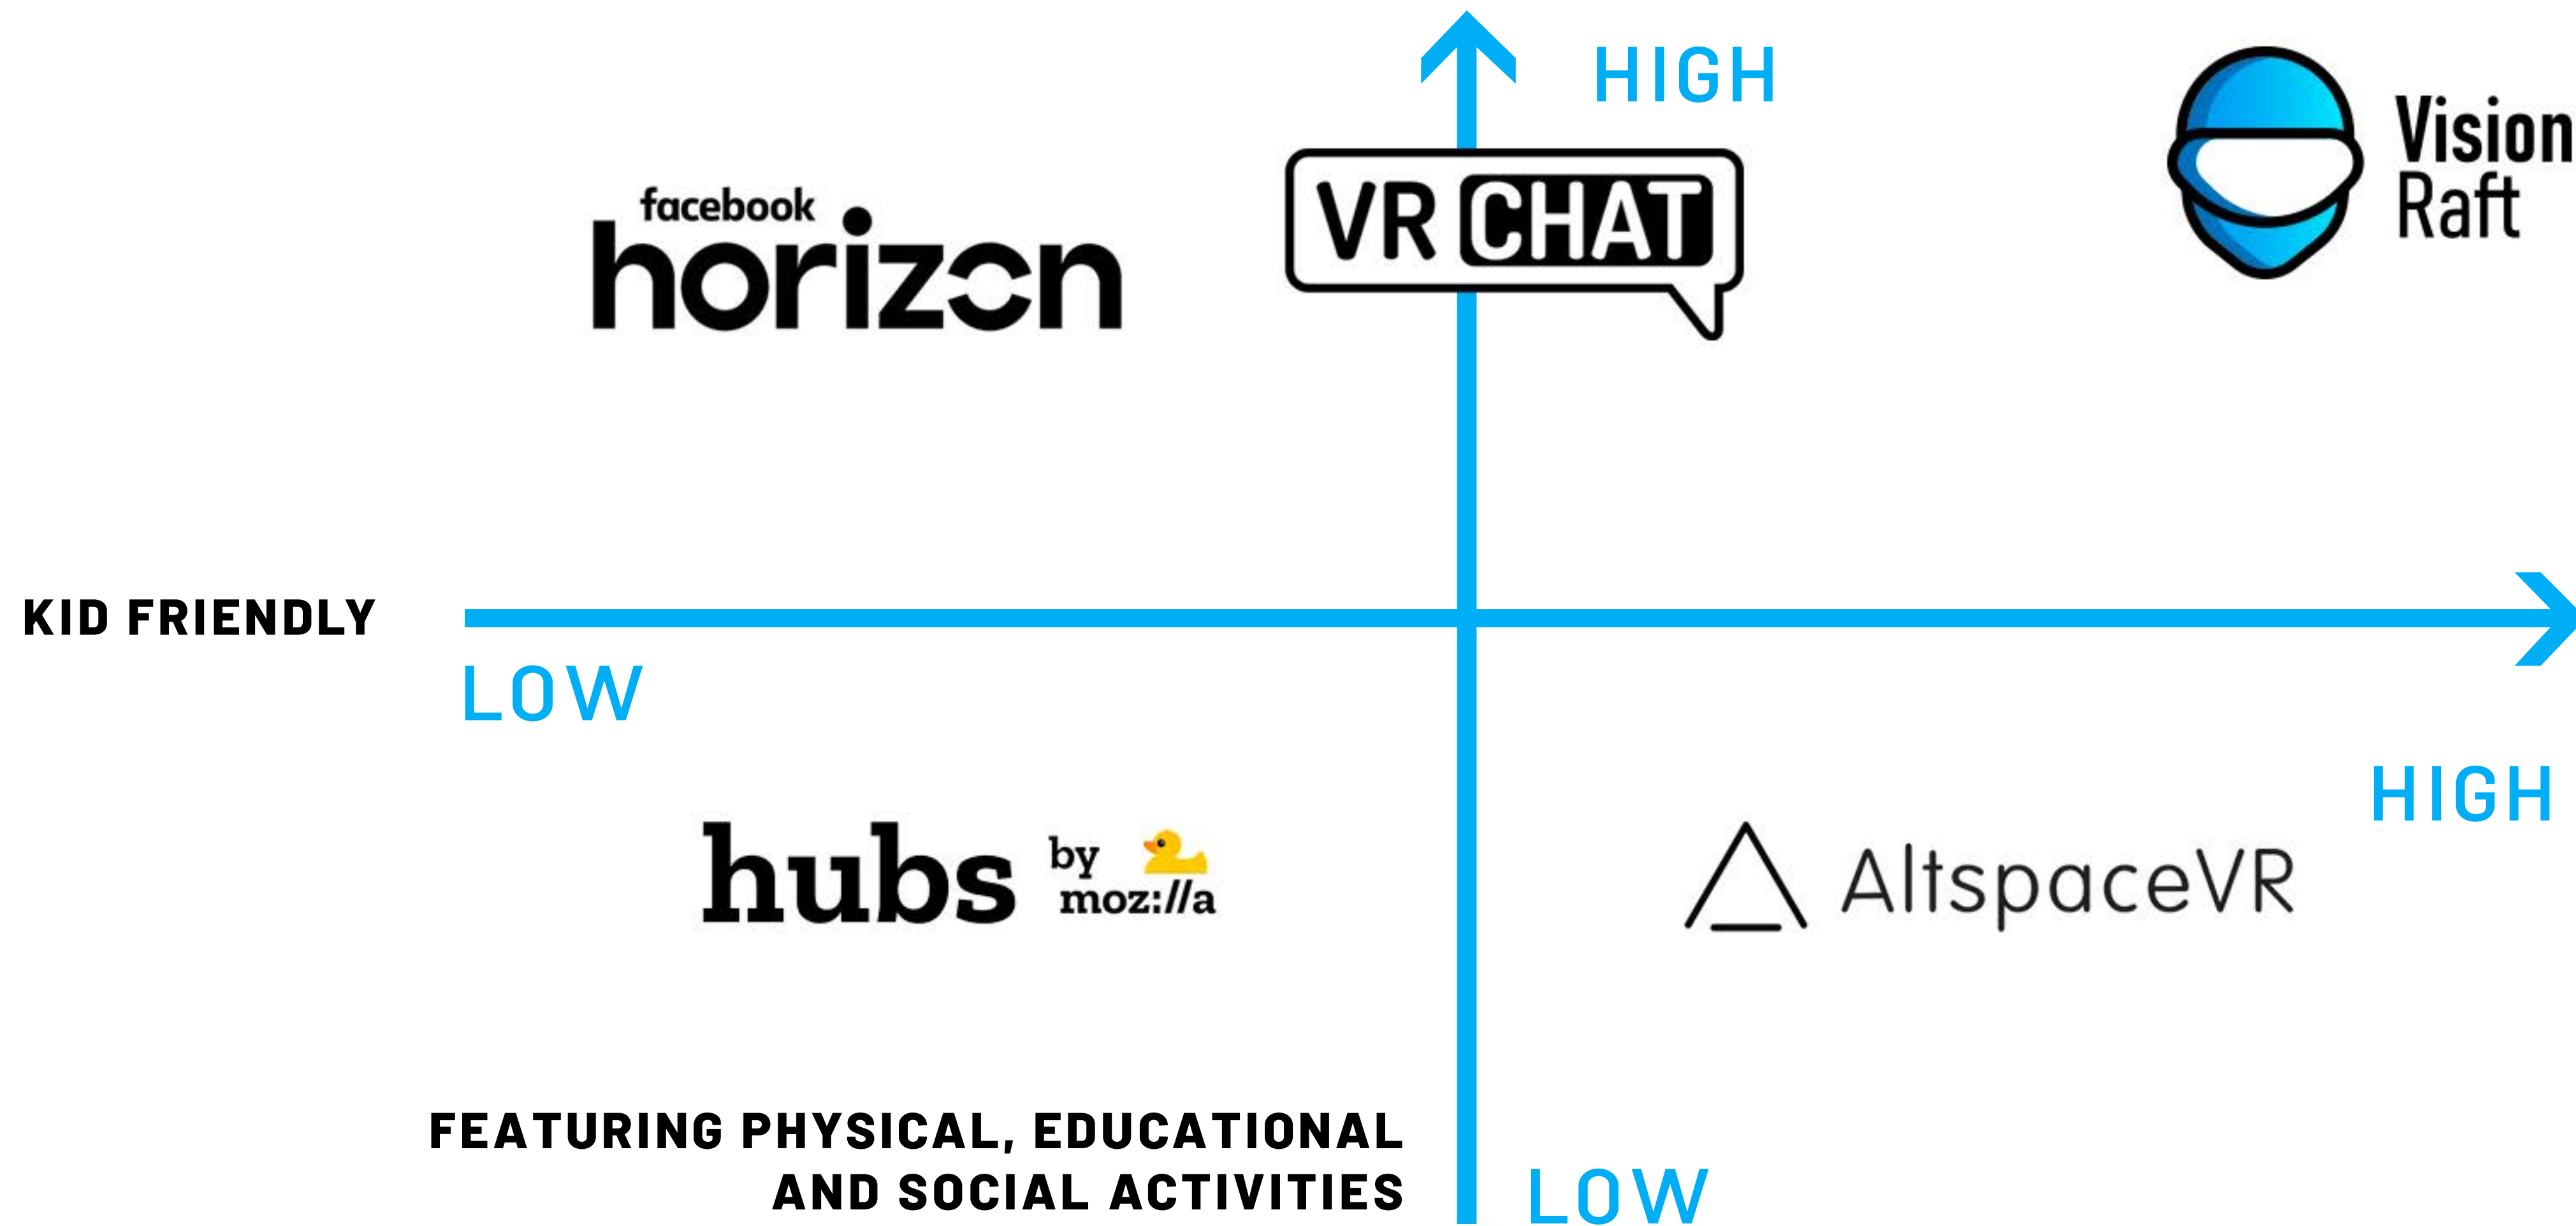 HIGH
Vision
Raft
facebook
horizon
VR CHAT
KID FRIENDLY
LOW
HIGH
hubs by
moz://a
AltspaceVR
FEATURING PHYSICAL, EDUCATIONAL
AND SOCIAL ACTIVITIES
LOW